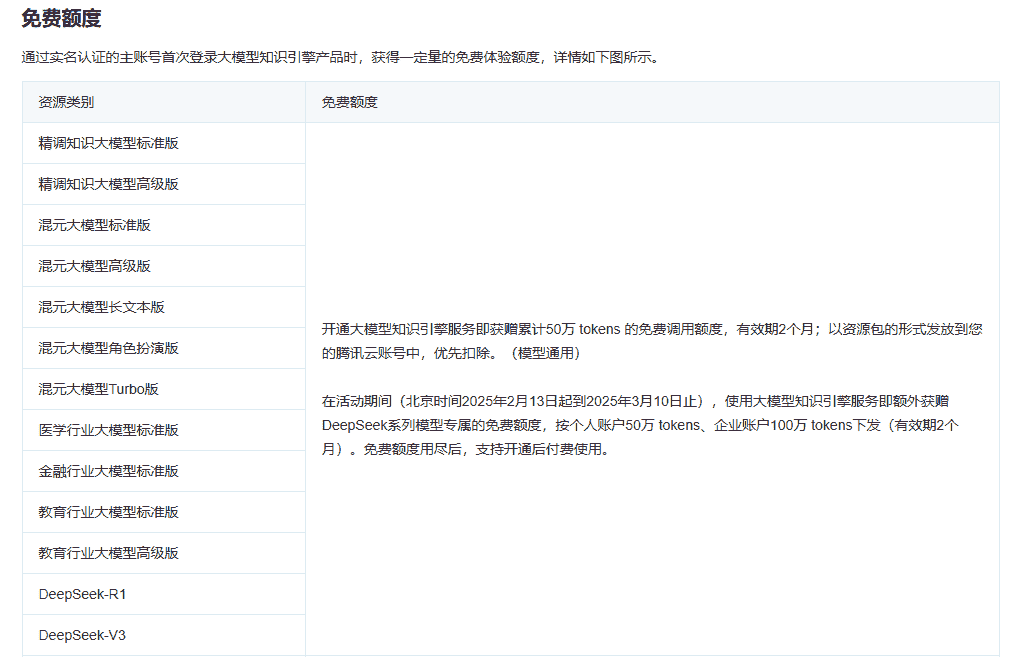 免费额度
通过实名认证的主账号首次登录大模型知识引擎产品时，获得一定量的免费体验额度，详情如下图所示。
资源类别
免费额度
精调知识大模型标准版
精调知识大模型高级版
混元大模型标准版
混元大模型高级版
混元大模型长文本版
混元大模型角色扮演版
混元大模型Turbo版
医学行业大模型标准版
金融行业大模型标准版
教育行业大模型标准版
教育行业大模型高级版
DeepSeek-R1
DeepSeek-V3
开通大模型知识引擎服务即获赠累计50万 tokens 的免费调用额度，有效期2个月；以资源包的形式发放到您
的腾讯云账号中，优先扣除。（模型通用）
在活动期间（北京时间2025年2月13日起到2025年3月10日止），使用大模型知识引擎服务即额外获赠
DeepSeek系列模型专属的免费额度，按个人账户50万 tokens、企业账户100万 tokens下发（有效期2个
月）。免费额度用尽后，支持开通后付费使用。